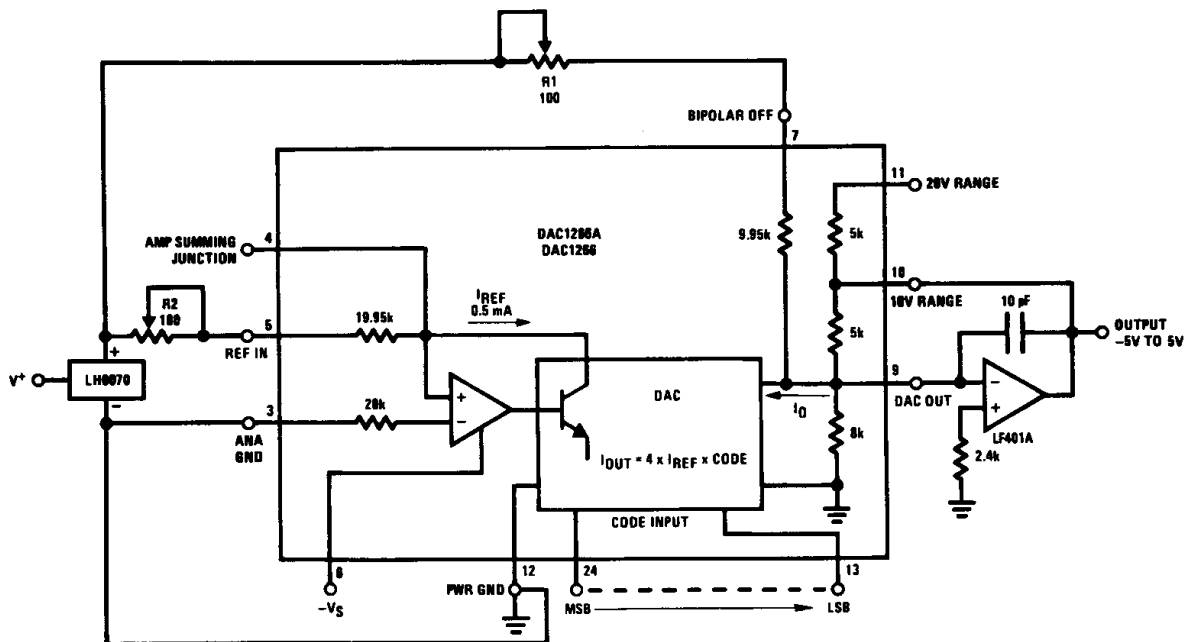 R1
100
BIPOLAR OFF
7
11
20V RANGE
AMP SUMMING
JUNCTION
4
DAC1266A
DAC1266
9.95k
5k
10
10V RANGE
10 pF
R2
100
5
REF IN
19.95k
IREF
0.5 mA
5k
OUTPUT
–5V TO 5V
+
LH0070
V+
–
3
ANA
GND
20k
+
–
DAC
IO
9
DAC OUT
–
+
LF401A
8k
2.4k
IOUT = 4 x IREF x CODE
CODE INPUT
6
–VS
12
PWR GND
24
MSB
13
LSB